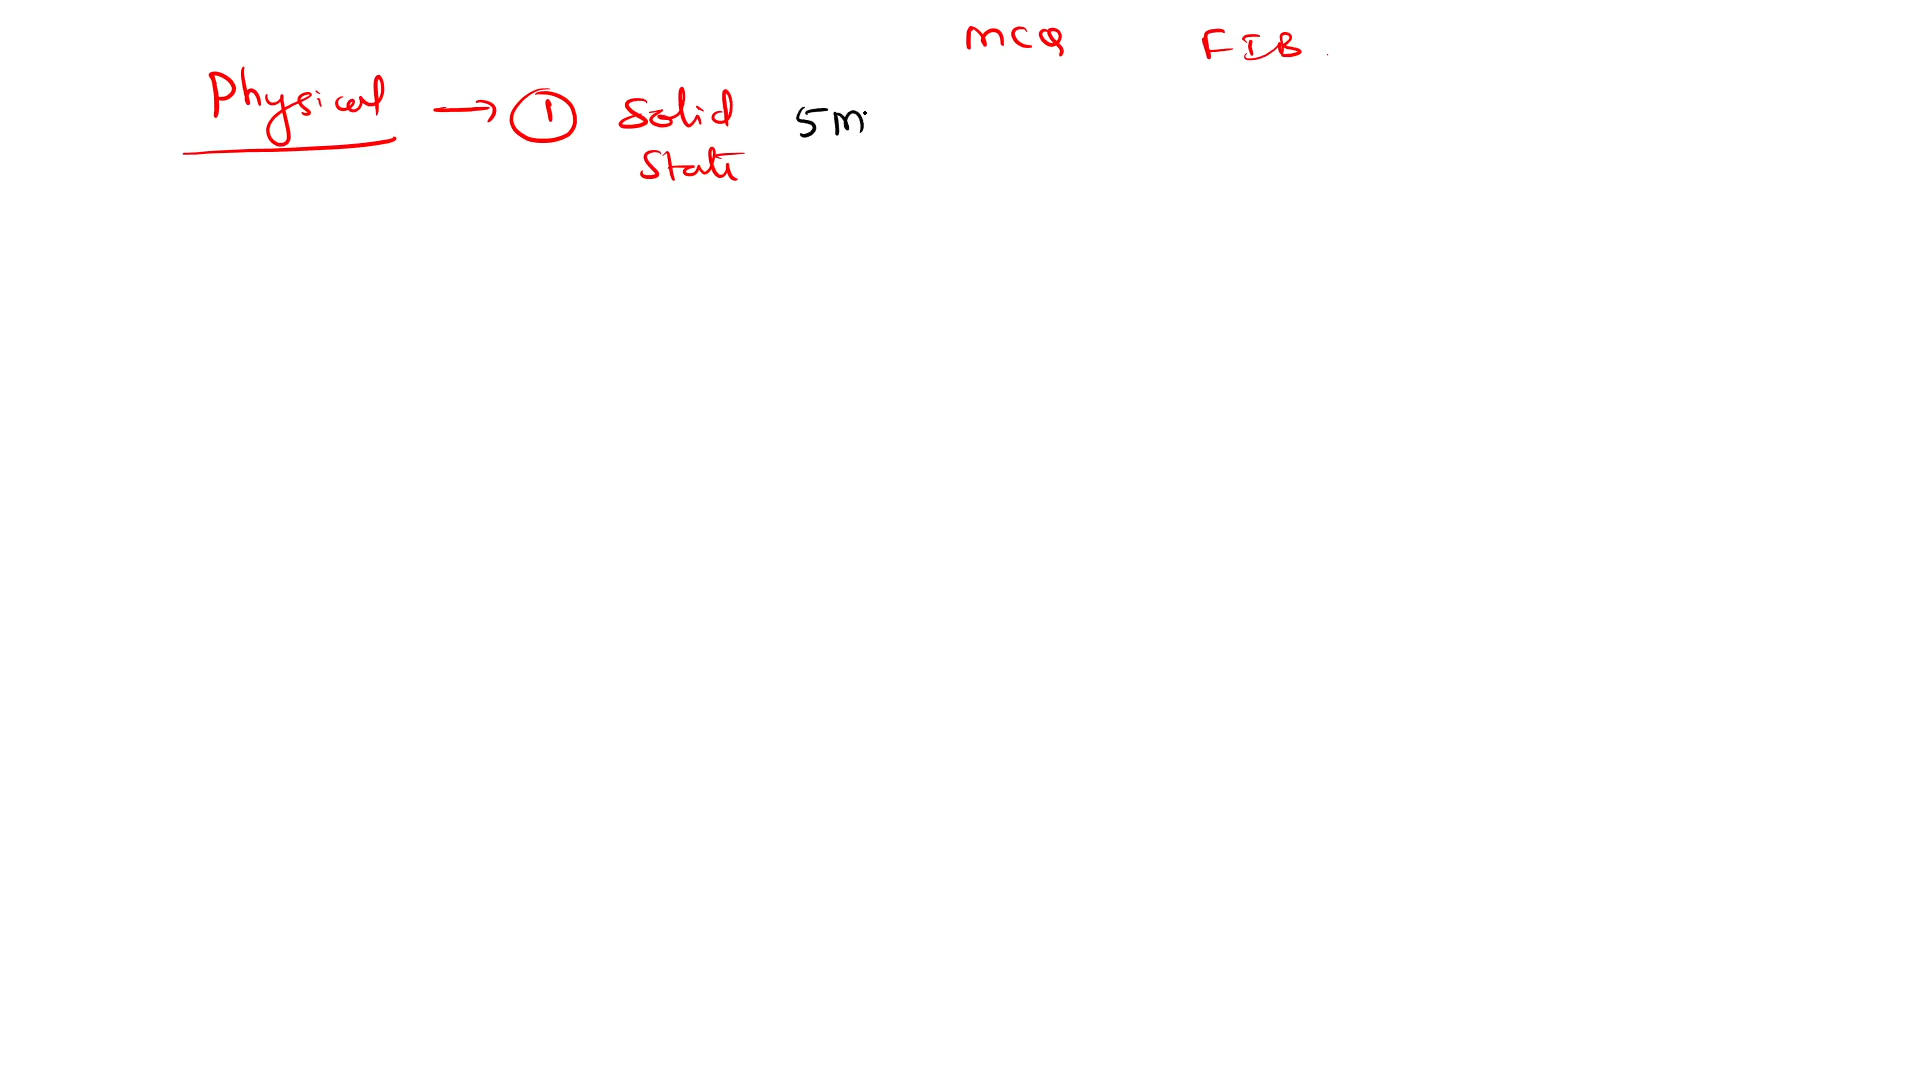 MCQ FIB
Physical → ① Solid 5m
State